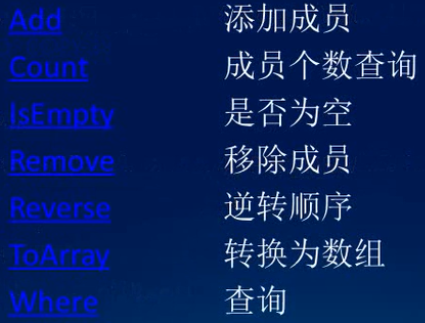 Add 添加成员
Count 成员个数查询
IsEmpty 是否为空
Remove 移除成员
Reverse 逆转顺序
ToArray 转换为数组
Where 查询